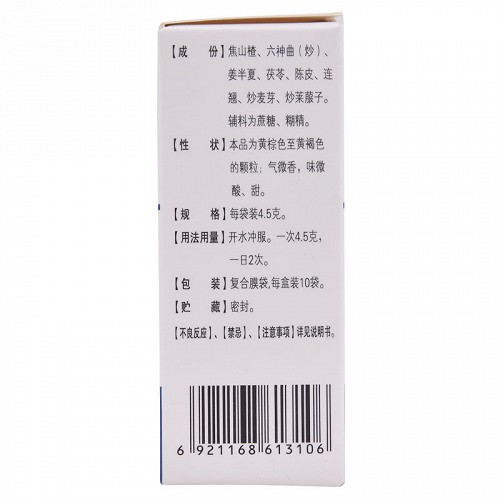 【成 份】焦山楂、六神曲（炒）、
姜半夏、茯苓、陈皮、连
翘、炒麦芽、炒莱菔子。
辅料为蔗糖、糊精。
【性 状】本品为黄棕色至黄褐色
的颗粒；气微香，味微
酸、甜。
【规 格】每袋装4.5克。
【用法用量】开水冲服。一次4.5克，
一日2次。
【包 装】复合膜袋,每盒装10袋。
【贮 藏】密封。
【不良反应】、【禁忌】、【注意事项】详见说明书。
6 921168 613106